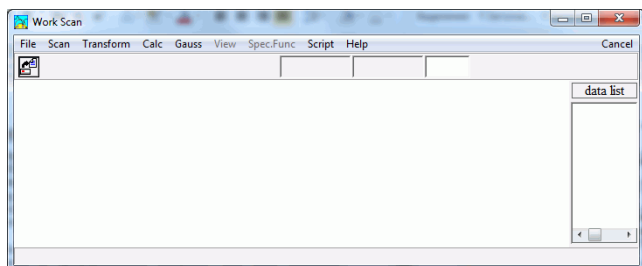 Work Scan
File Scan Transform Calc Gauss View Spec.Func Script Help Cancel
data list